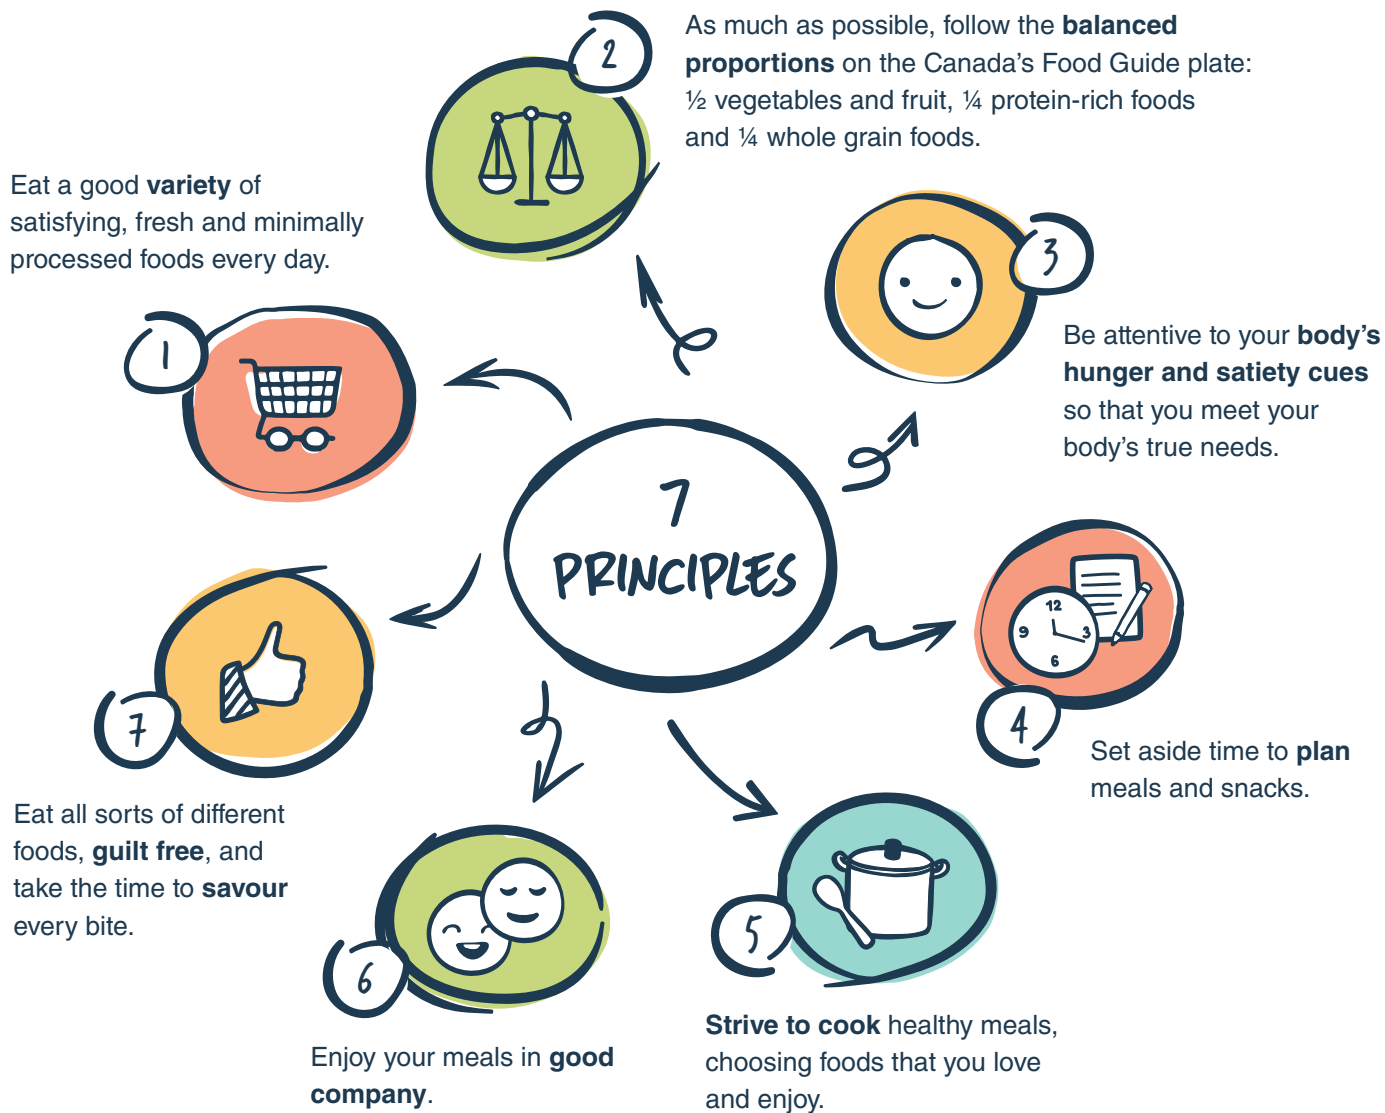 7
PRINCIPLES
1
Eat a good variety of
satisfying, fresh and minimally
processed foods every day.
2
As much as possible, follow the balanced
proportions on the Canada's Food Guide plate:
½ vegetables and fruit, ¼ protein-rich foods
and ¼ whole grain foods.
3
Be attentive to your body's
hunger and satiety cues
so that you meet your
body's true needs.
12
9 3
6
4
Set aside time to plan
meals and snacks.
5
Strive to cook healthy meals,
choosing foods that you love
and enjoy.
6
Enjoy your meals in good
company.
7
Eat all sorts of different
foods, guilt free, and
take the time to savour
every bite.